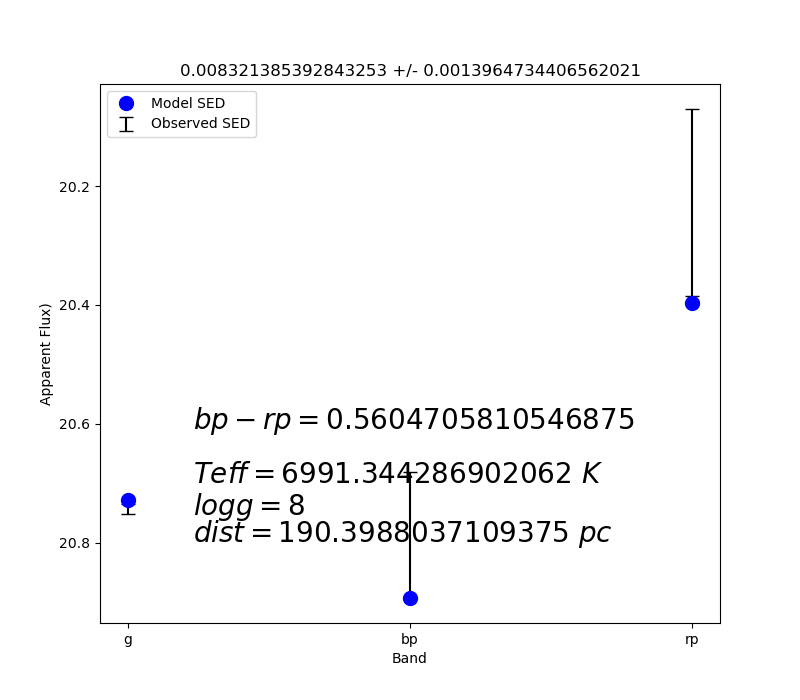 0.008321385392843253 +/- 0.0013964734406562021
Model SED
Observed SED
20.2
20.4
20.6
20.8
Apparent Flux)
bp − rp = 0.5604705810546875
Teff = 6991.344286902062 K
logg = 8
dist = 190.3988037109375 pc
g
bp
rp
Band